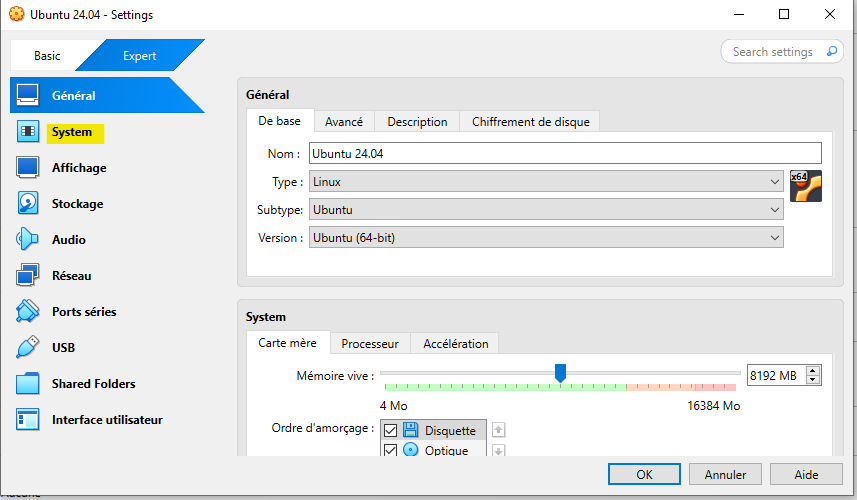 Ubuntu 24.04 - Settings
Basic
Expert
Search settings
Général
System
Affichage
Stockage
Audio
Réseau
Ports séries
USB
Shared Folders
Interface utilisateur
Général
De base Avancé Description Chiffrement de disque
Nom : Ubuntu 24.04
Type : Linux
x64
Subtype: Ubuntu
Version : Ubuntu (64-bit)
System
Carte mère Processeur Accélération
Mémoire vive : 8192 MB
4 Mo 16384 Mo
Ordre d'amorçage : Disquette
Optique
OK Annuler Aide